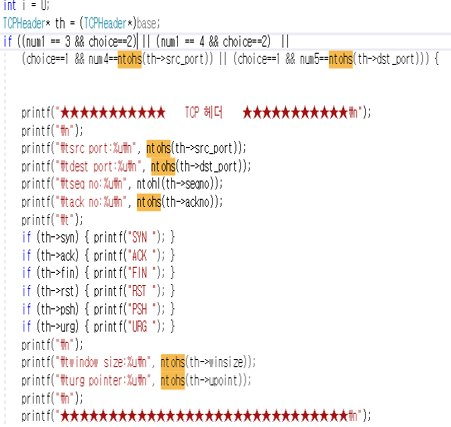 int i = 0;
TCPHeader* th = (TCPHeader*)base;
if ((num1 == 3 && choice==2) || (num1 == 4 && choice==2) ||
(choice==1 && num4==ntohs(th->src_port)) || (choice==1 && num5==ntohs(th->dst_port))) {
printf("★★★★★★★★★★★ TCP 헤더 ★★★★★★★★★★★₩n");
printf("₩n");
printf("₩tsrc port:%u₩n", ntohs(th->src_port));
printf("₩tdest port:%u₩n", ntohs(th->dst_port));
printf("₩tseq no:%u₩n", ntohl(th->seqno));
printf("₩tack no:%u₩n", ntohs(th->ackno));
printf("₩t");
if (th->syn) { printf("SYN "); }
if (th->ack) { printf("ACK "); }
if (th->fin) { printf("FIN "); }
if (th->rst) { printf("RST "); }
if (th->psh) { printf("PSH "); }
if (th->urg) { printf("URG "); }
printf("₩n");
printf("₩twindow size:%u₩n", ntohs(th->winsize));
printf("₩turg pointer:%u₩n", ntohs(th->upoint));
printf("₩n");
printf("★★★★★★★★★★★★★★★★★★★★★★★★★★★★★₩n");